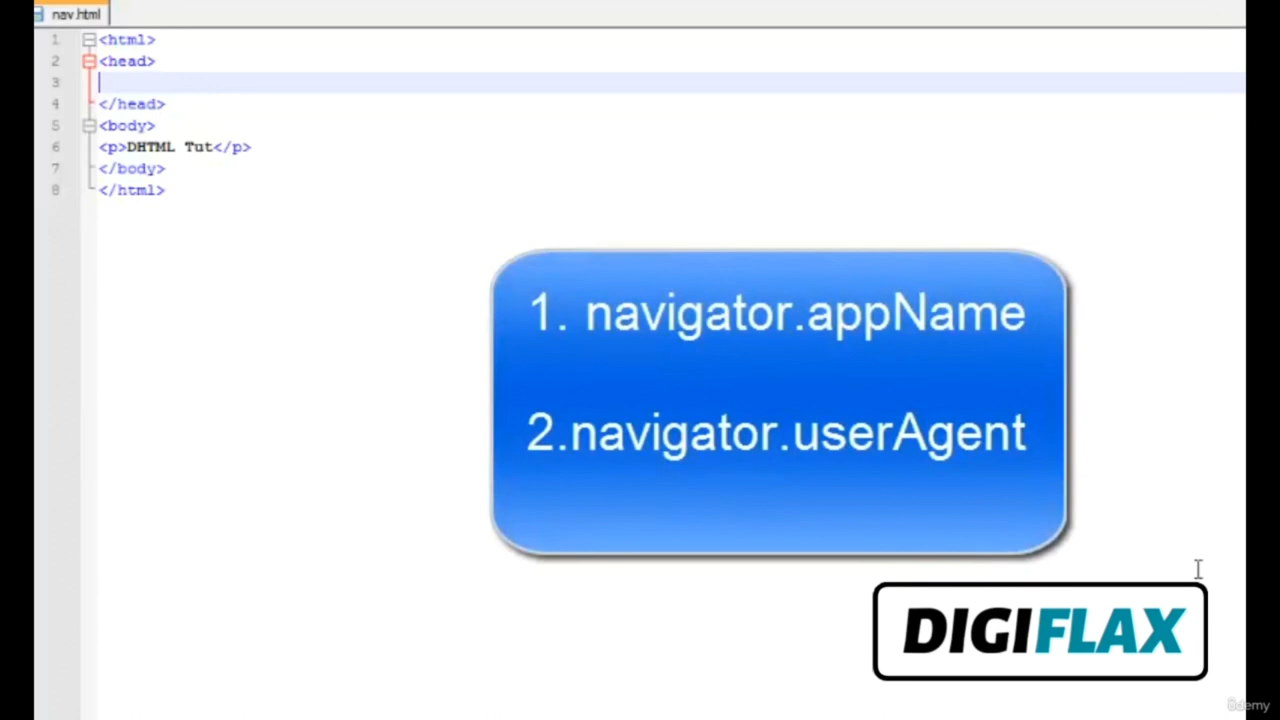 nav.html
1 <html>
2 <head>
3
4 </head>
5 <body>
6 <p>DHTML Tut</p>
7 </body>
8 </html>
1. navigator.appName
2.navigator.userAgent
DIGIFLAX
ûdemy